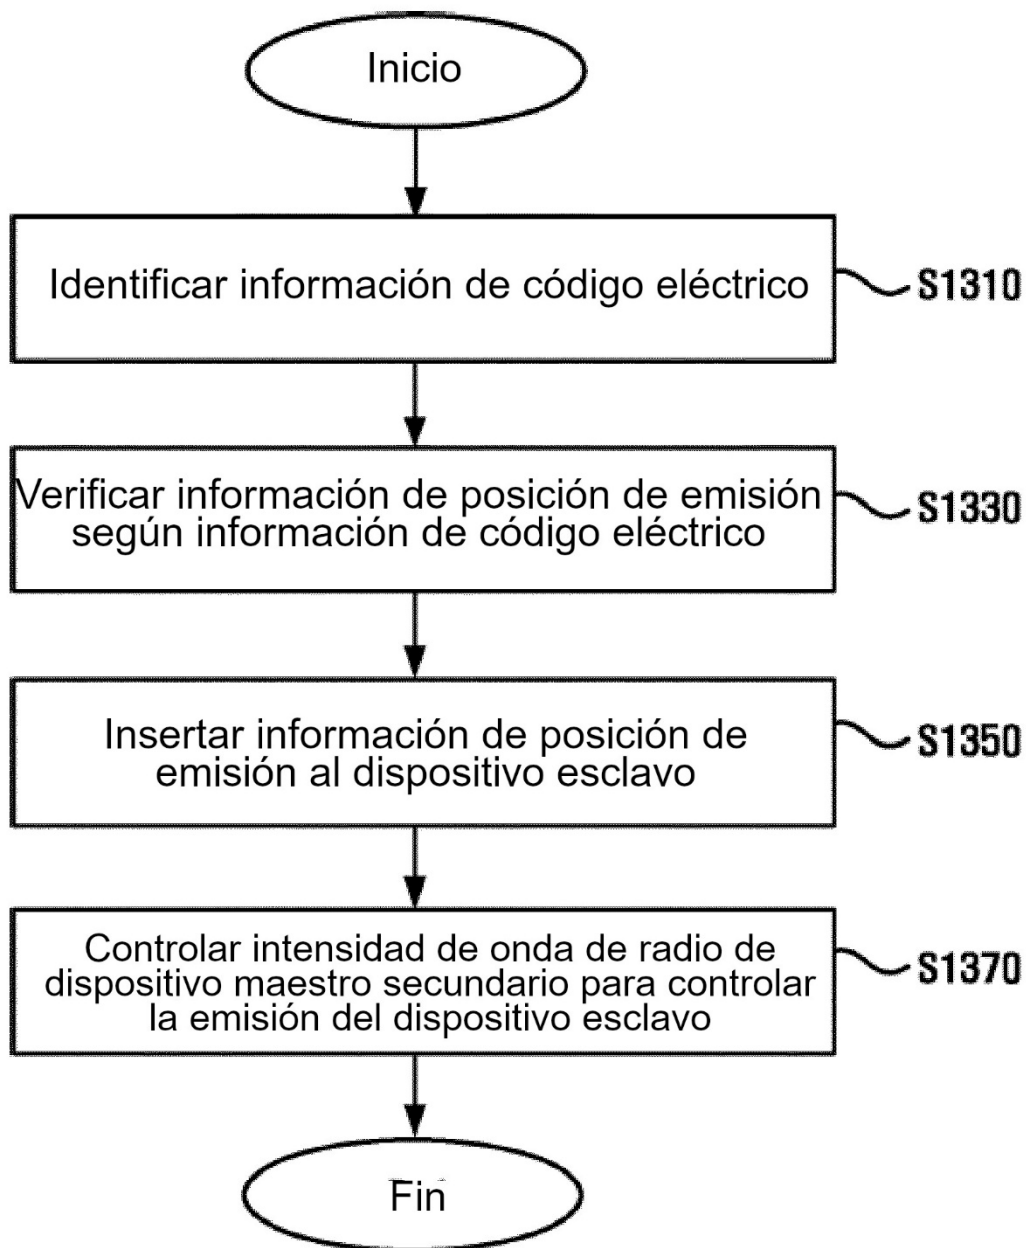 Inicio
Identificar información de código eléctrico
S1310
Verificar información de posición de emisión
según información de código eléctrico
S1330
Insertar información de posición de
emisión al dispositivo esclavo
S1350
Controlar intensidad de onda de radio de
dispositivo maestro secundario para controlar
la emisión del dispositivo esclavo
S1370
Fin